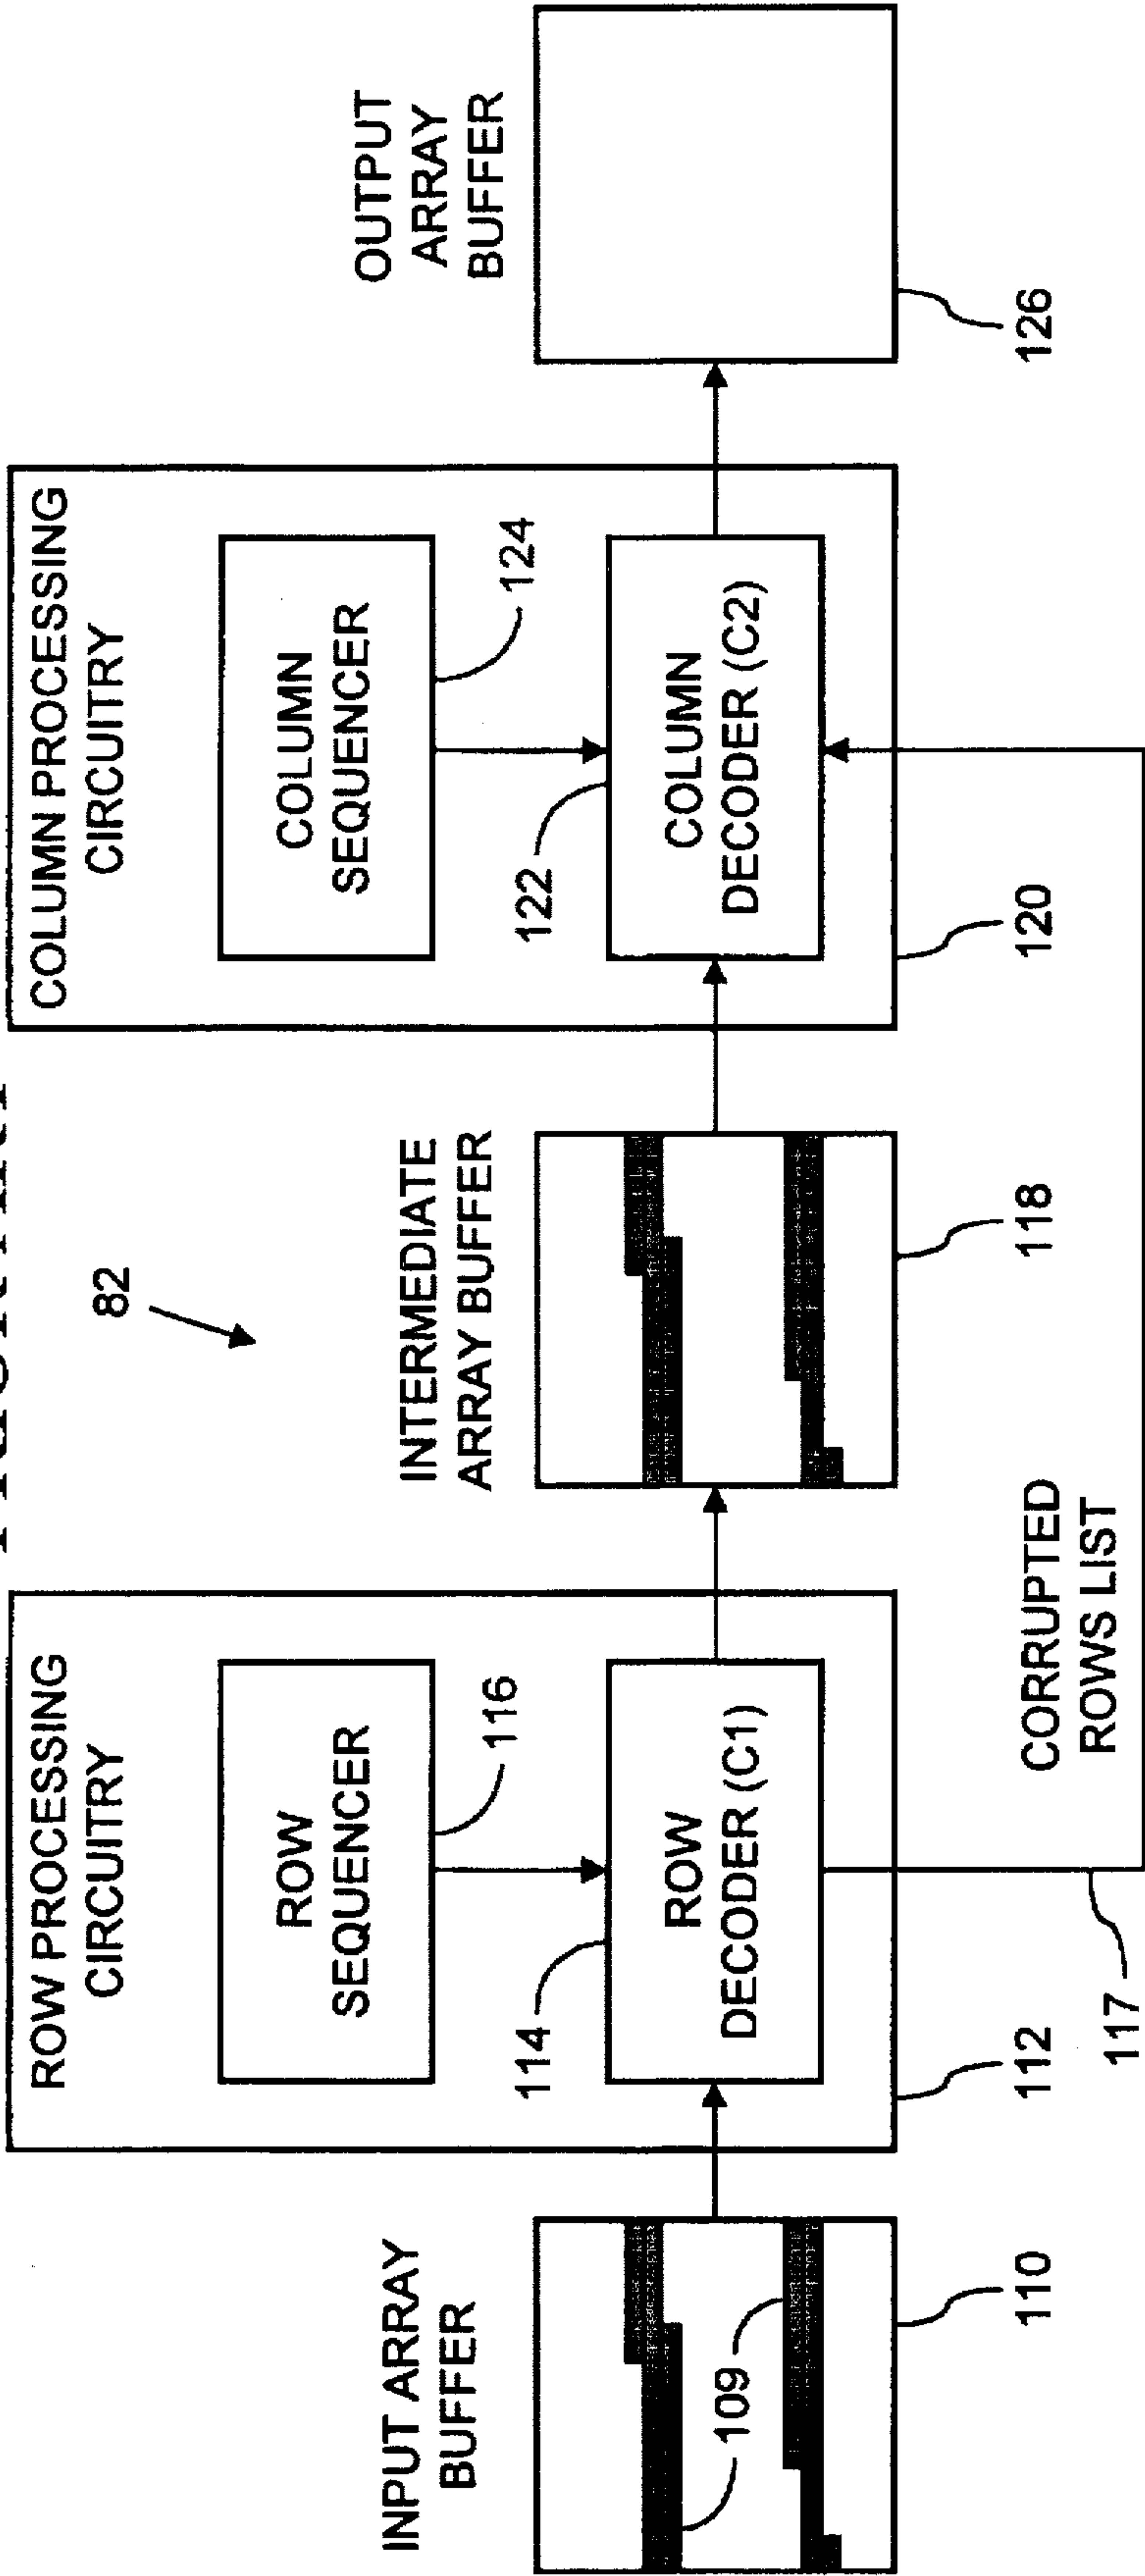 82
INPUT ARRAY
BUFFER
109
110
ROW PROCESSING
CIRCUITRY
ROW
SEQUENCER
116
114
ROW
DECODER (C1)
112
117
CORRUPTED
ROWS LIST
INTERMEDIATE
ARRAY BUFFER
118
COLUMN PROCESSING
CIRCUITRY
COLUMN
SEQUENCER
124
122
COLUMN
DECODER (C2)
120
OUTPUT
ARRAY
BUFFER
126